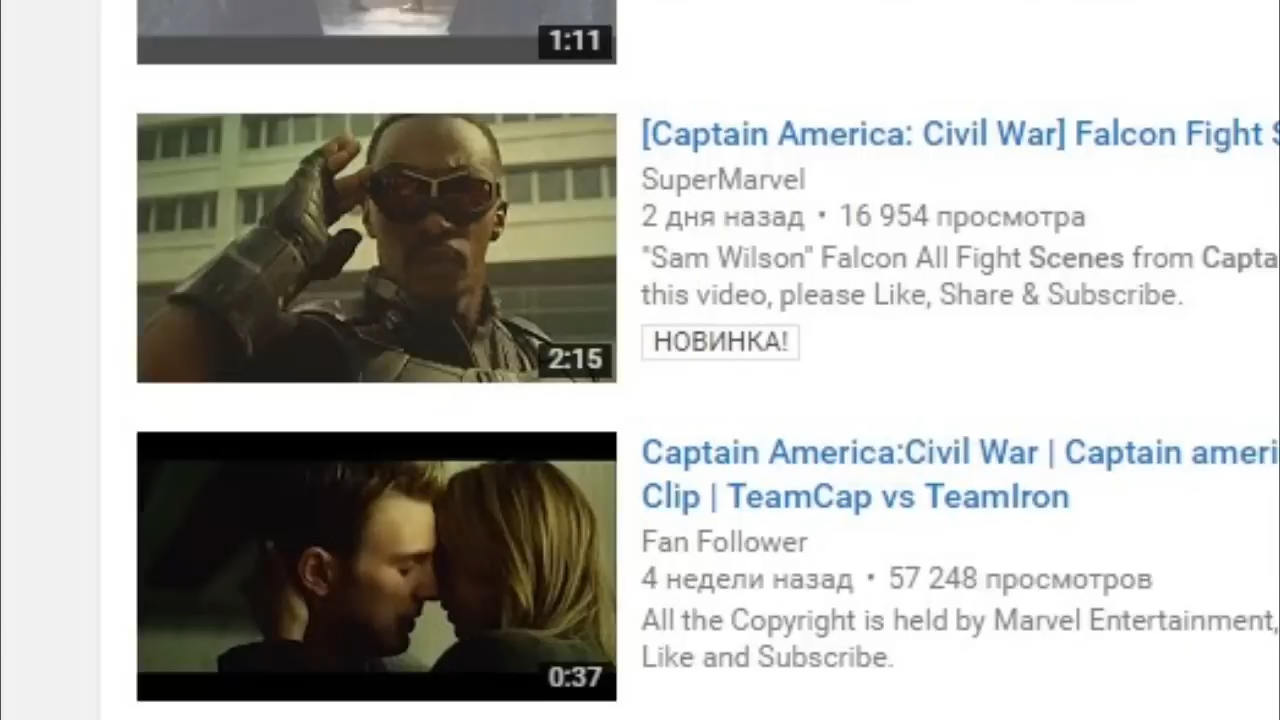 1:11
[Captain America: Civil War] Falcon Fight
SuperMarvel
2 дня назад • 16 954 просмотра
"Sam Wilson" Falcon All Fight Scenes from Capta
this video, please Like, Share & Subscribe.
НОВИНКА!
2:15
Captain America:Civil War | Captain ameri
Clip | TeamCap vs TeamIron
Fan Follower
4 недели назад • 57 248 просмотров
All the Copyright is held by Marvel Entertainment,
Like and Subscribe.
0:37